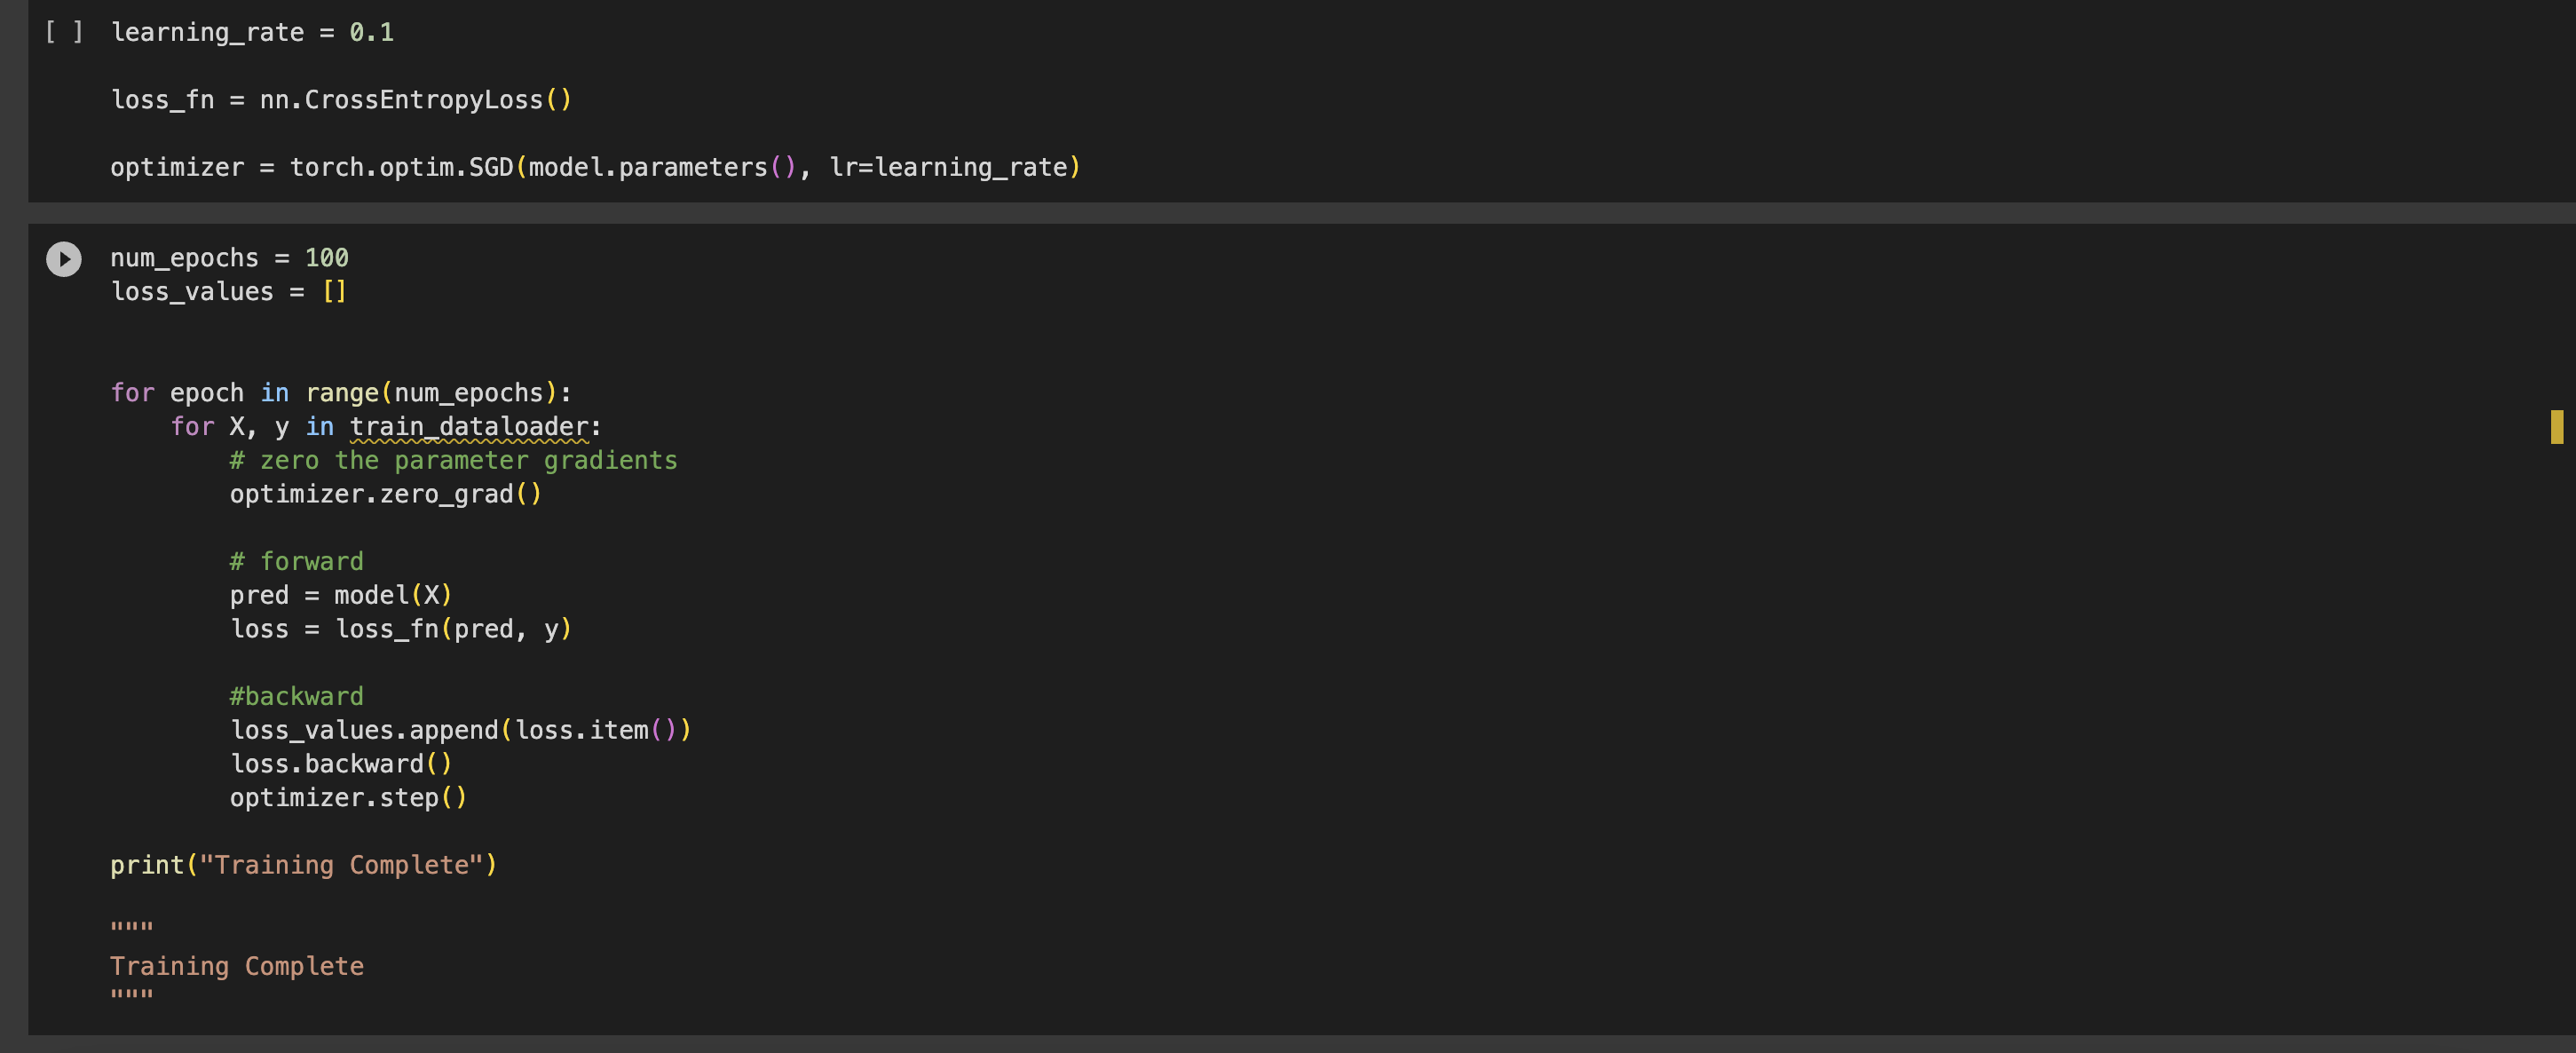 [ ] learning_rate = 0.1
loss_fn = nn.CrossEntropyLoss()
optimizer = torch.optim.SGD(model.parameters(), lr=learning_rate)
num_epochs = 100
loss_values = []
for epoch in range(num_epochs):
    for X, y in train_dataloader:
        # zero the parameter gradients
        optimizer.zero_grad()
        # forward
        pred = model(X)
        loss = loss_fn(pred, y)
        #backward
        loss_values.append(loss.item())
        loss.backward()
        optimizer.step()
print("Training Complete")
"""
Training Complete
"""